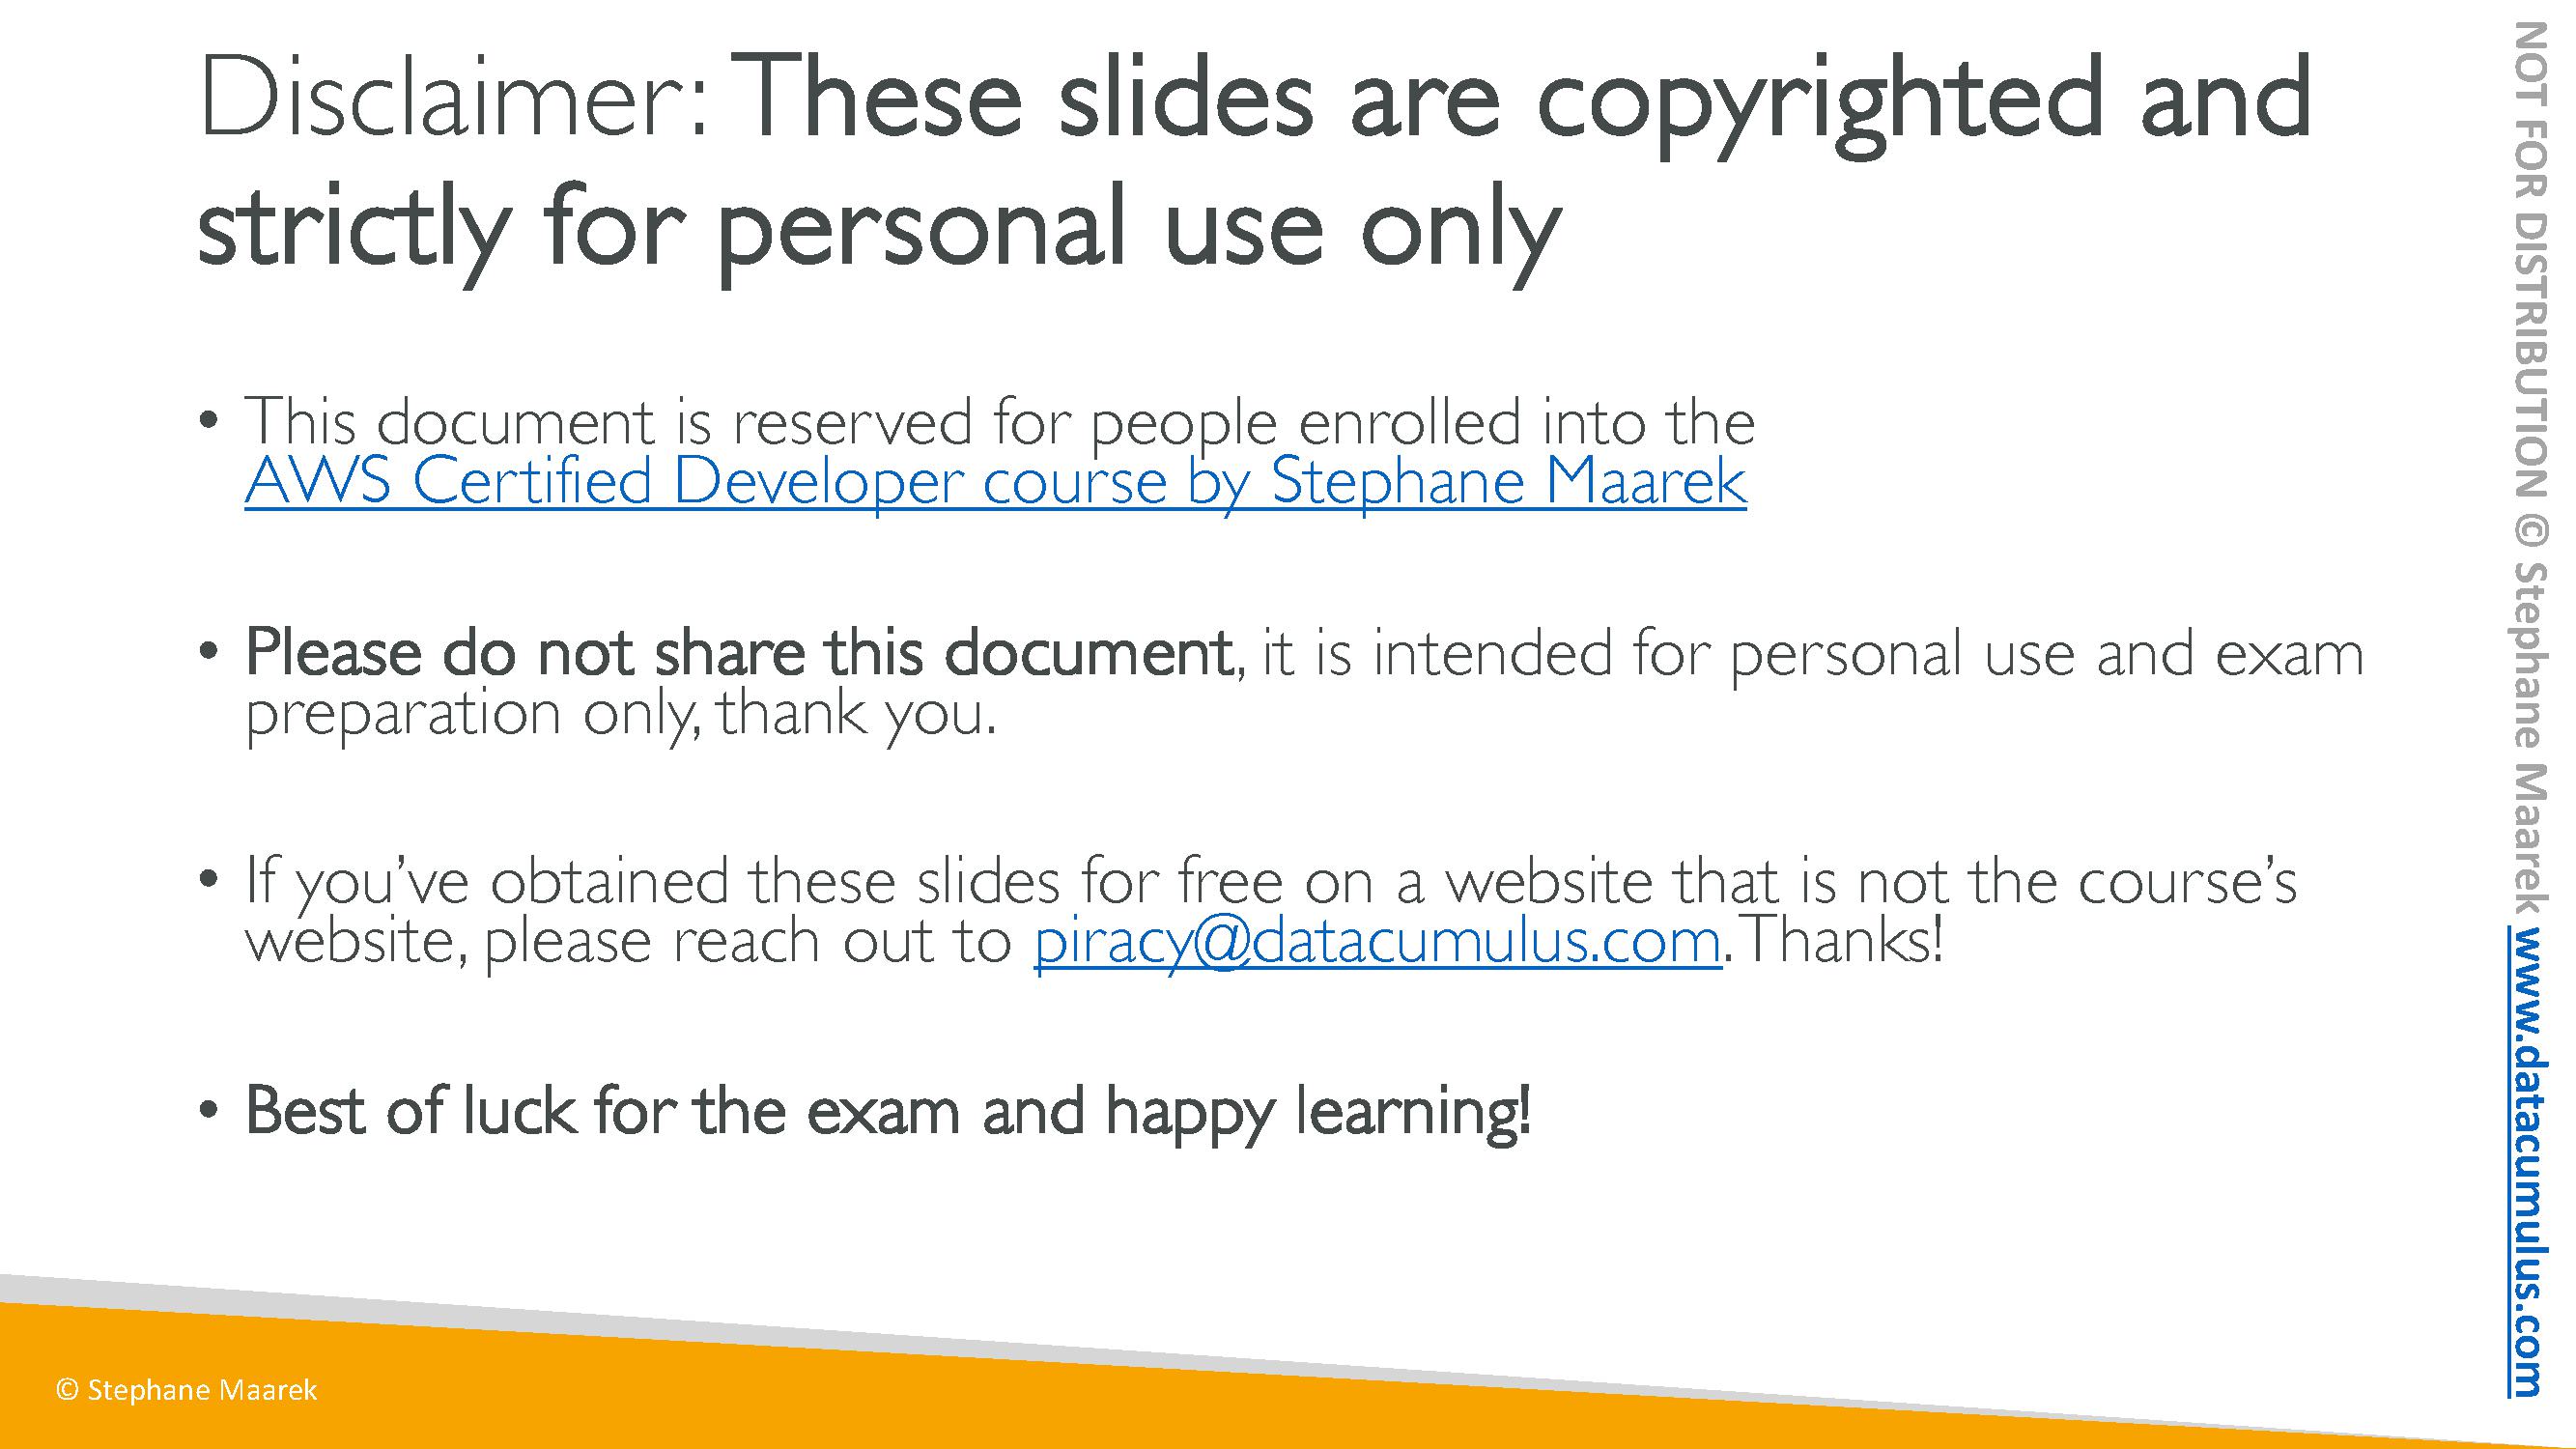 Disclaimer: These slides are copyrighted and
strictly for personal use only
• This document is reserved for people enrolled into the
AWS Certified Developer course by Stephane Maarek
• Please do not share this document, it is intended for personal use and exam
preparation only, thank you.
• If you’ve obtained these slides for free on a website that is not the course’s
website, please reach out to piracy@datacumulus.com. Thanks!
• Best of luck for the exam and happy learning!
© Stephane Maarek
NOT FOR DISTRIBUTION © Stephane Maarek www.datacumulus.com